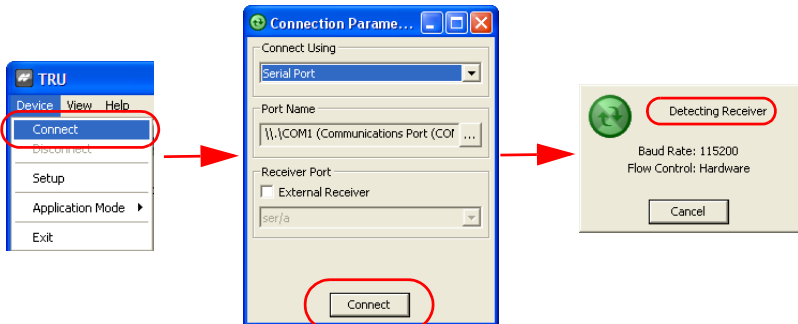 TRU
Device View Help
Connect
Disconnect
Setup
Application Mode
Exit
Connection Parame...
Connect Using
Serial Port
Port Name
\\.\COM1 (Communications Port (COM
...
Receiver Port
External Receiver
ser/a
Connect
Detecting Receiver
Baud Rate: 115200
Flow Control: Hardware
Cancel